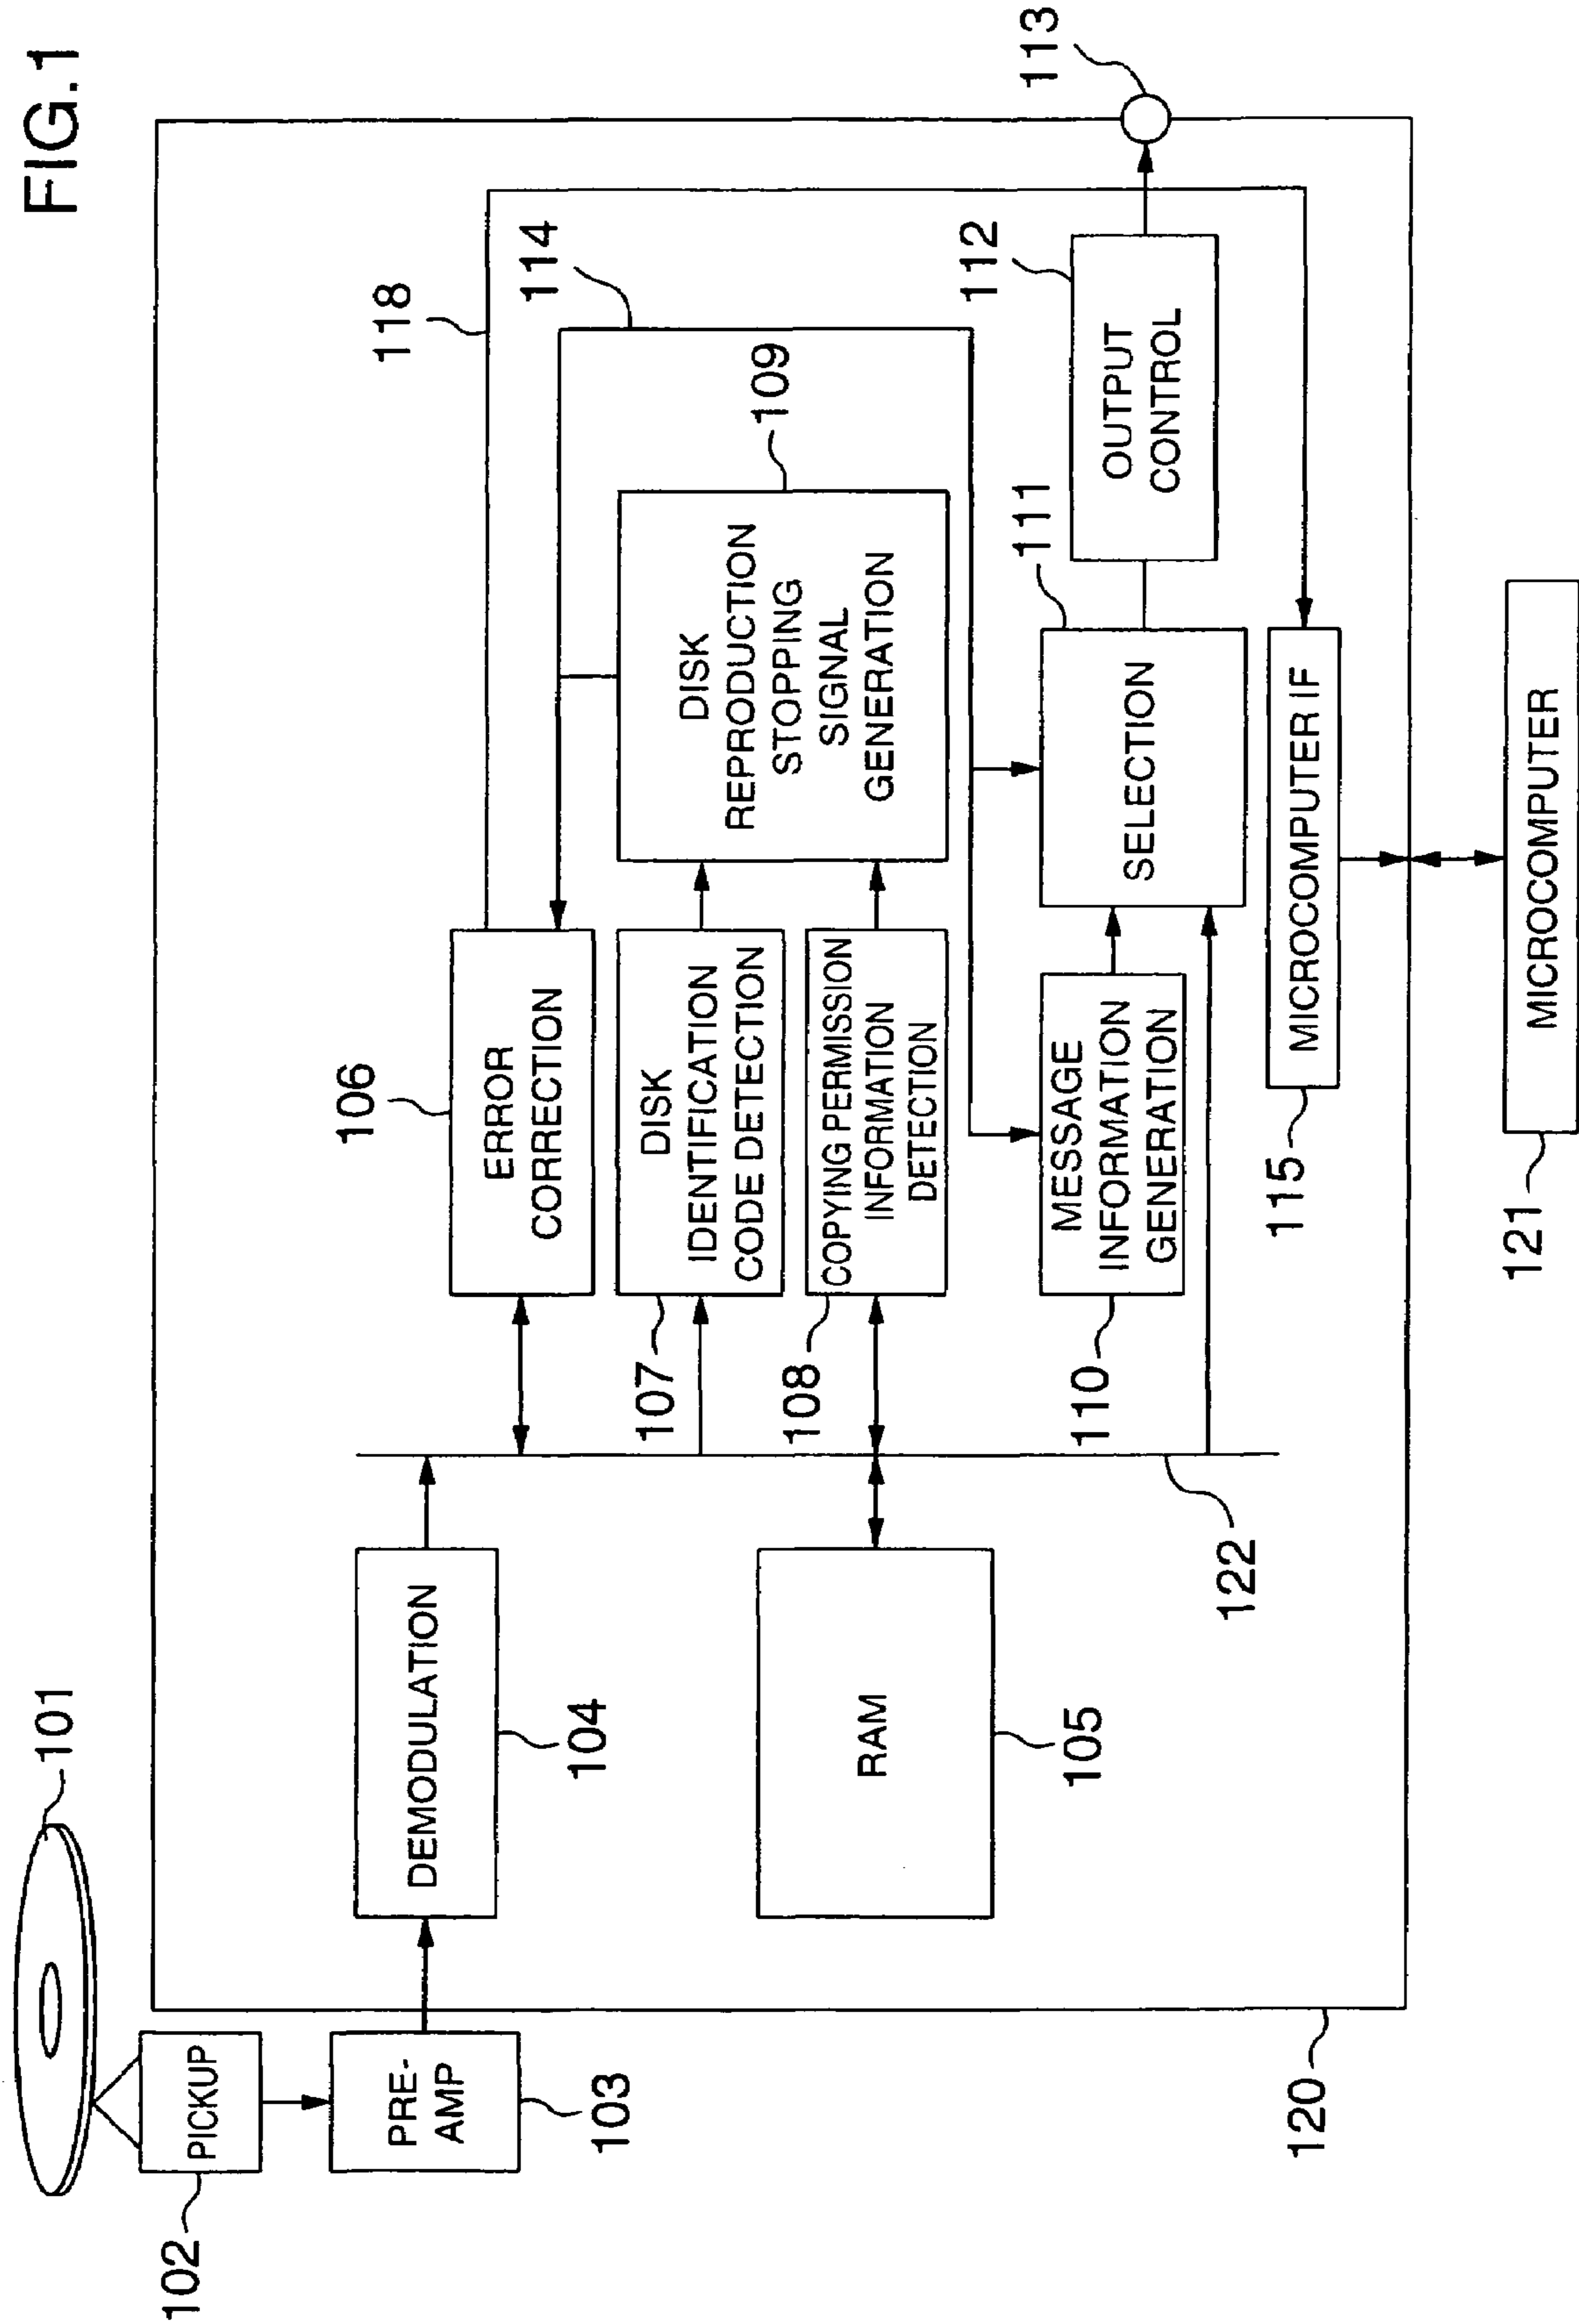 FIG.1
101
102
PICKUP
PRE-
AMP
103
DEMODULATION
104
RAM
105
122
106
ERROR
CORRECTION
118
107
DISK
IDENTIFICATION
CODE DETECTION
108
COPYING PERMISSION
INFORMATION
DETECTION
DISK
REPRODUCTION
STOPPING
SIGNAL
GENERATION
109
114
110
MESSAGE
INFORMATION
GENERATION
SELECTION
111
OUTPUT
CONTROL
112
113
115
MICROCOMPUTER IF
120
121
MICROCOMPUTER